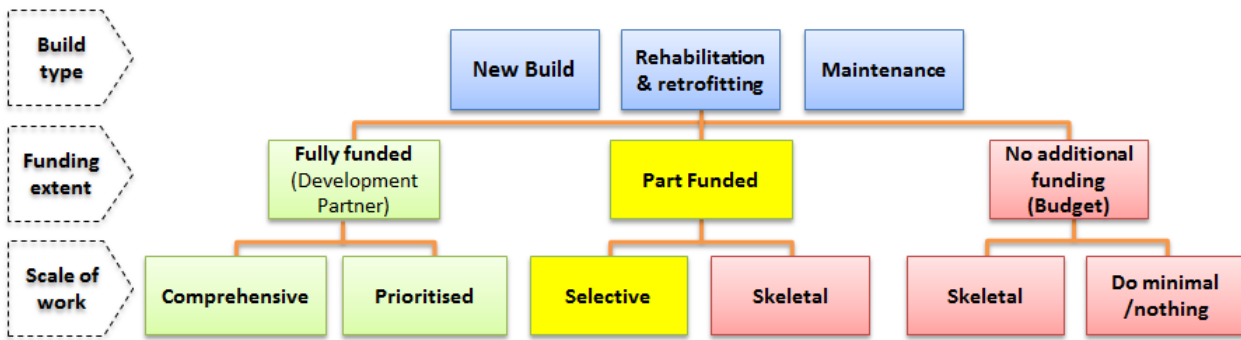 Build
type
New Build
Rehabilitation
& retrofitting
Maintenance
Funding
extent
Fully funded
(Development
Partner)
Part Funded
No additional
funding
(Budget)
Scale of
work
Comprehensive
Prioritised
Selective
Skeletal
Skeletal
Do minimal
/nothing